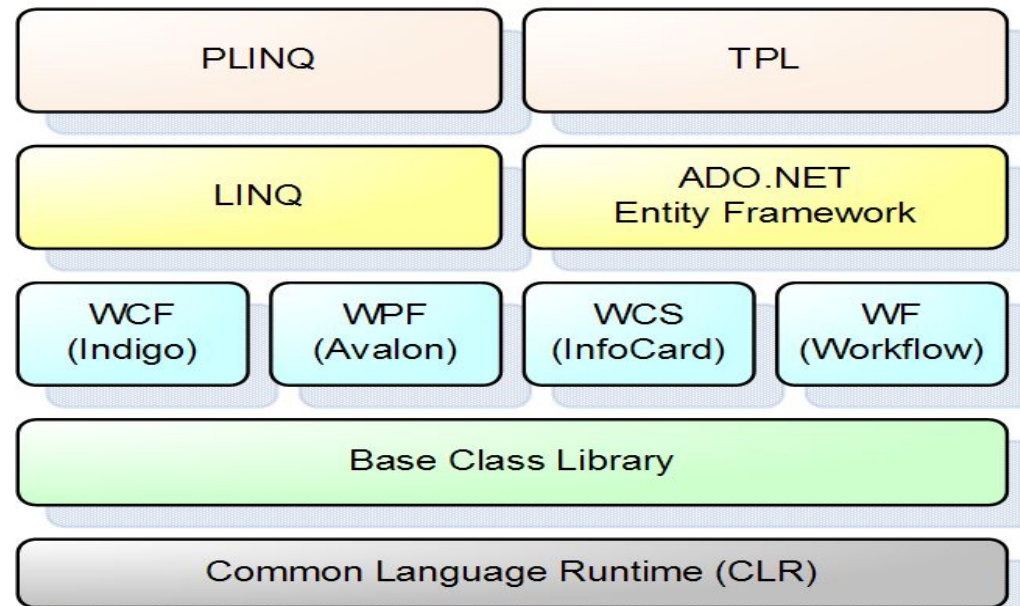 PLINQ
TPL
LINQ
ADO.NET
Entity Framework
WCF
(Indigo)
WPF
(Avalon)
WCS
(InfoCard)
WF
(Workflow)
Base Class Library
Common Language Runtime (CLR)